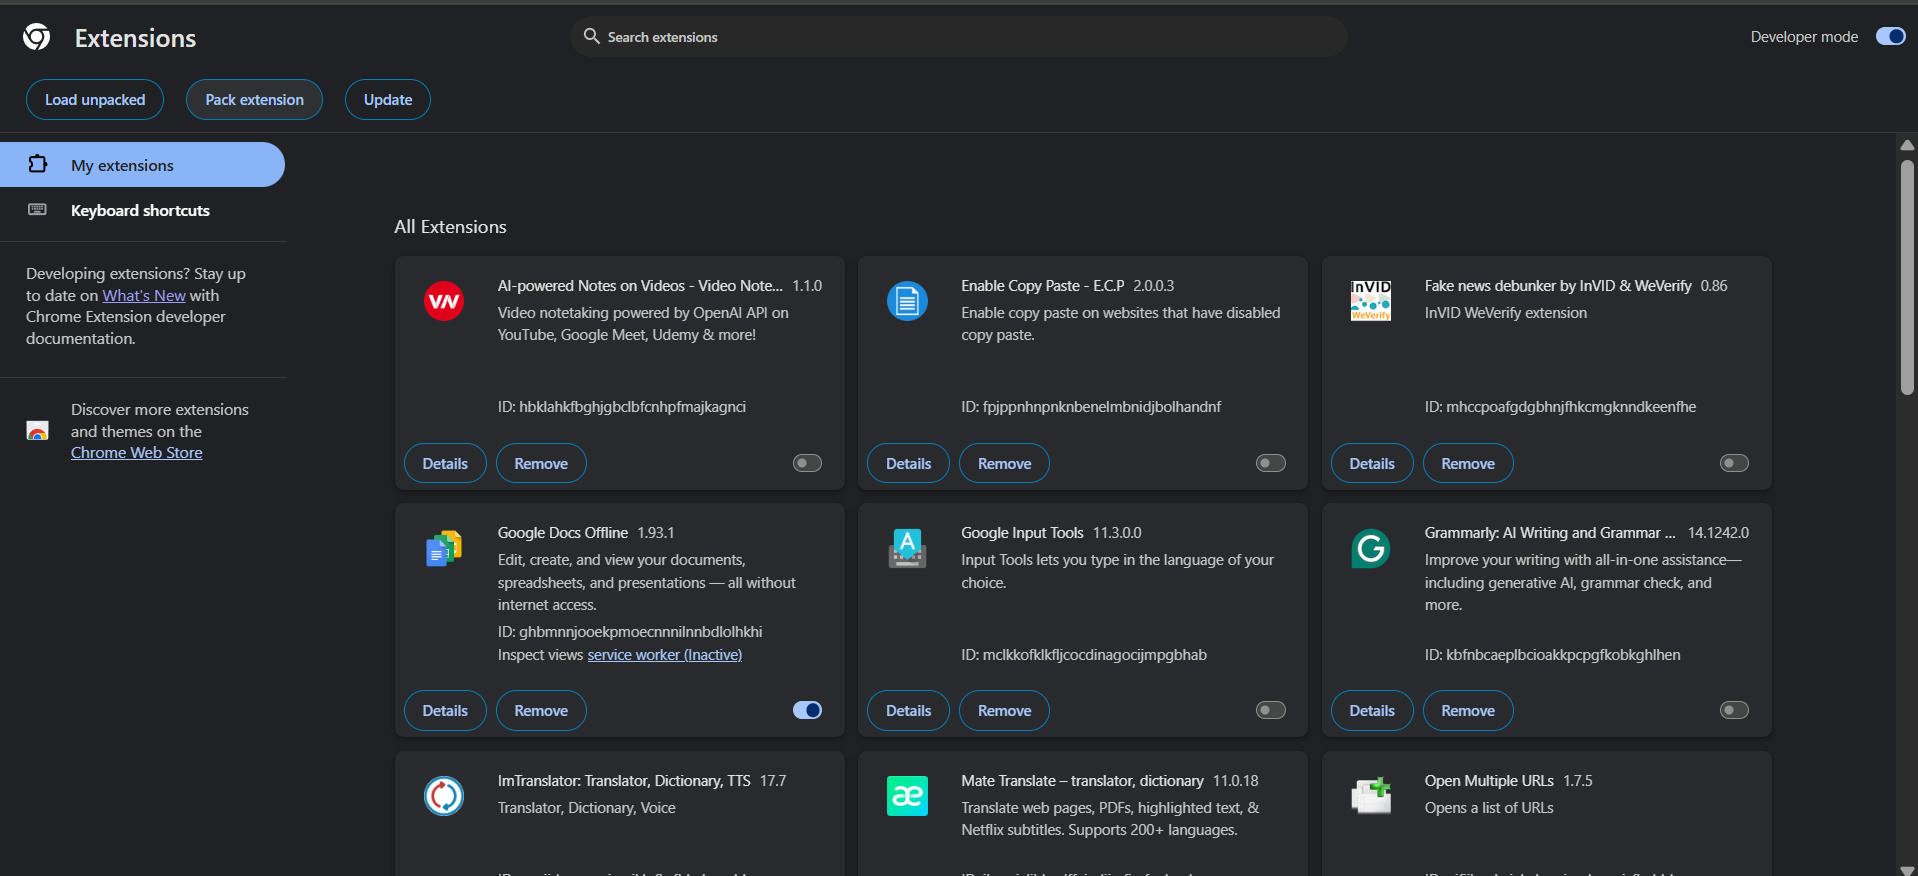 Extensions
Search extensions
Developer mode
Load unpacked
Pack extension
Update
My extensions
Keyboard shortcuts
Developing extensions? Stay up
to date on What's New with
Chrome Extension developer
documentation.
Discover more extensions
and themes on the
Chrome Web Store
All Extensions
VN
AI-powered Notes on Videos - Video Note... 1.1.0
Video notetaking powered by OpenAI API on
YouTube, Google Meet, Udemy & more!
ID: hbklahkfbghjgbclbfcnhpfmajkagnci
Details
Remove
Enable Copy Paste - E.C.P 2.0.0.3
Enable copy paste on websites that have disabled
copy paste.
ID: fpjppnhnpnknbenelmbnidjbolhandnf
Details
Remove
InVID
WeVerify
Fake news debunker by InVID & WeVerify 0.86
InVID WeVerify extension
ID: mhccpoafgdgbhnjfhkcmgknndkeenfhe
Details
Remove
Google Docs Offline 1.93.1
Edit, create, and view your documents,
spreadsheets, and presentations — all without
internet access.
ID: ghbmnnjooekpmoecnnnilnnbdlolhkhi
Inspect views service worker (Inactive)
Details
Remove
A
Google Input Tools 11.3.0.0
Input Tools lets you type in the language of your
choice.
ID: mclkkofklkfljcocdinagocijmpgbhab
Details
Remove
G
Grammarly: AI Writing and Grammar ... 14.1242.0
Improve your writing with all-in-one assistance—
including generative AI, grammar check, and
more.
ID: kbfnbcaeplbcioakkpcpgfkobkghlhen
Details
Remove
ImTranslator: Translator, Dictionary, TTS 17.7
Translator, Dictionary, Voice
æ
Mate Translate – translator, dictionary 11.0.18
Translate web pages, PDFs, highlighted text, &
Netflix subtitles. Supports 200+ languages.
Open Multiple URLs 1.7.5
Opens a list of URLs